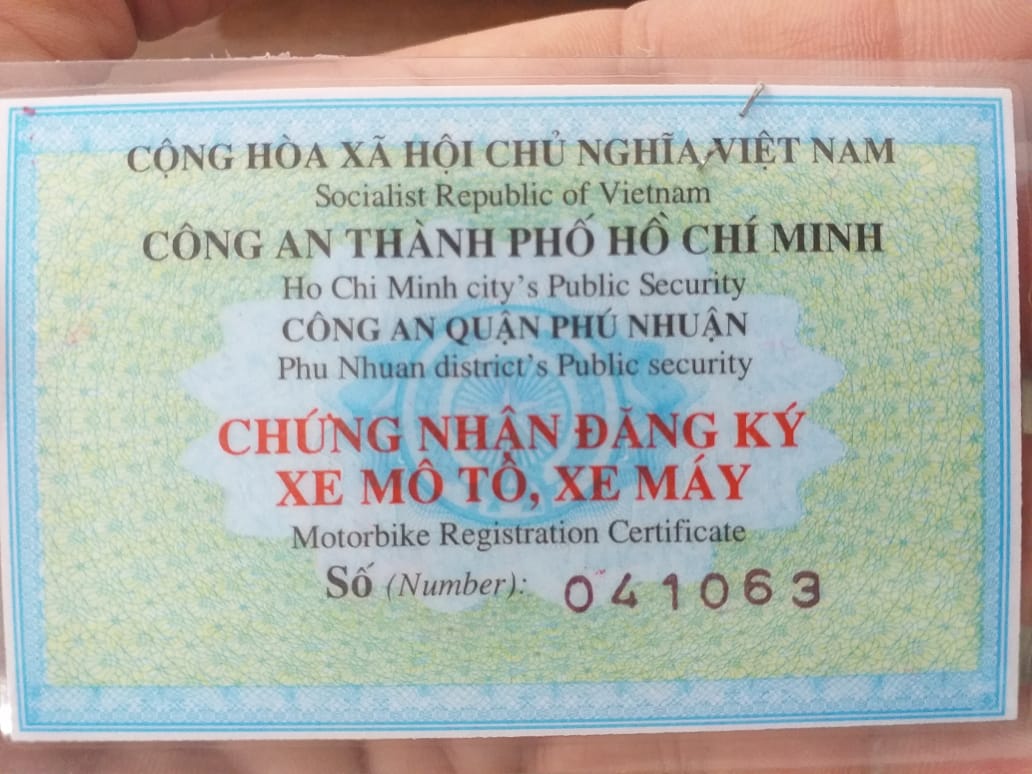 CỘNG HÒA XÃ HỘI CHỦ NGHĨA VIỆT NAM
Socialist Republic of Vietnam
CÔNG AN THÀNH PHỐ HỒ CHÍ MINH
Ho Chi Minh city's Public Security
CÔNG AN QUẬN PHÚ NHUẬN
Phu Nhuan district's Public security
CHỨNG NHẬN ĐĂNG KÝ
XE MÔ TÔ, XE MÁY
Motorbike Registration Certificate
Số (Number): 041063